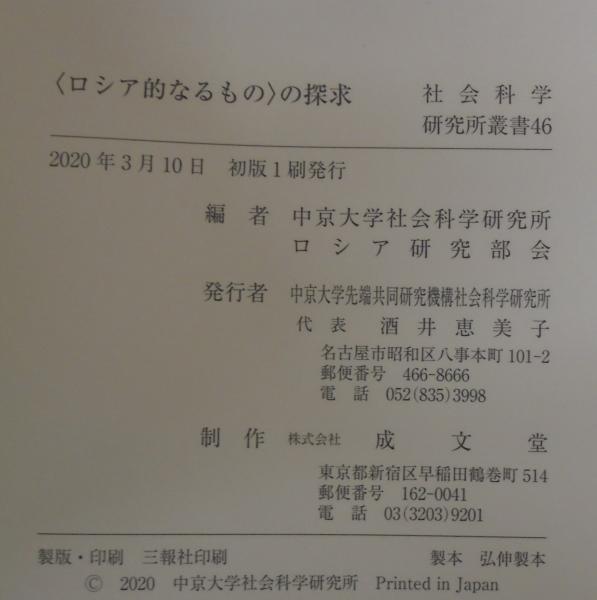 〈ロシア的なるもの〉の探求 社会科学
研究所叢書46
2020年3月10日 初版1刷発行
編者 中京大学社会科学研究所
ロシア研究部会
発行者 中京大学先端共同研究機構社会科学研究所
代表 酒井恵美子
名古屋市昭和区八事本町101-2
郵便番号 466-8666
電話 052(835)3998
制作 株式会社 成文堂
東京都新宿区早稲田鶴巻町514
郵便番号 162-0041
電話 03(3203)9201
製版・印刷 三報社印刷 製本 弘伸製本
© 2020 中京大学社会科学研究所 Printed in Japan